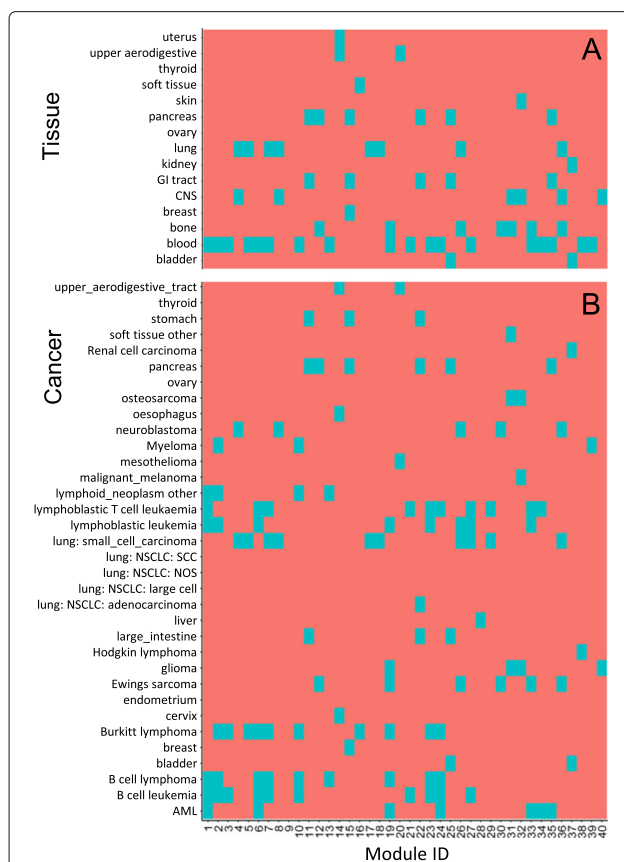 A
Tissue
uterus
upper aerodigestive
thyroid
soft tissue
skin
pancreas
ovary
lung
kidney
GI tract
CNS
breast
bone
blood
bladder
B
Cancer
upper_aerodigestive_tract
thyroid
stomach
soft tissue other
Renal cell carcinoma
pancreas
ovary
osteosarcoma
oesophagus
neuroblastoma
Myeloma
mesothelioma
malignant_melanoma
lymphoid_neoplasm other
lymphoblastic T cell leukaemia
lymphoblastic leukemia
lung: small_cell_carcinoma
lung: NSCLC: SCC
lung: NSCLC: NOS
lung: NSCLC: large cell
lung: NSCLC: adenocarcinoma
liver
large_intestine
Hodgkin lymphoma
glioma
Ewings sarcoma
endometrium
cervix
Burkitt lymphoma
breast
bladder
B cell lymphoma
B cell leukemia
AML
1 2 3 4 5 6 7 8 9 10 11 12 13 14 15 16 17 18 19 20 21 22 23 24 25 26 27 28 29 30 31 32 33 34 35 36 37 38 39 40
Module ID